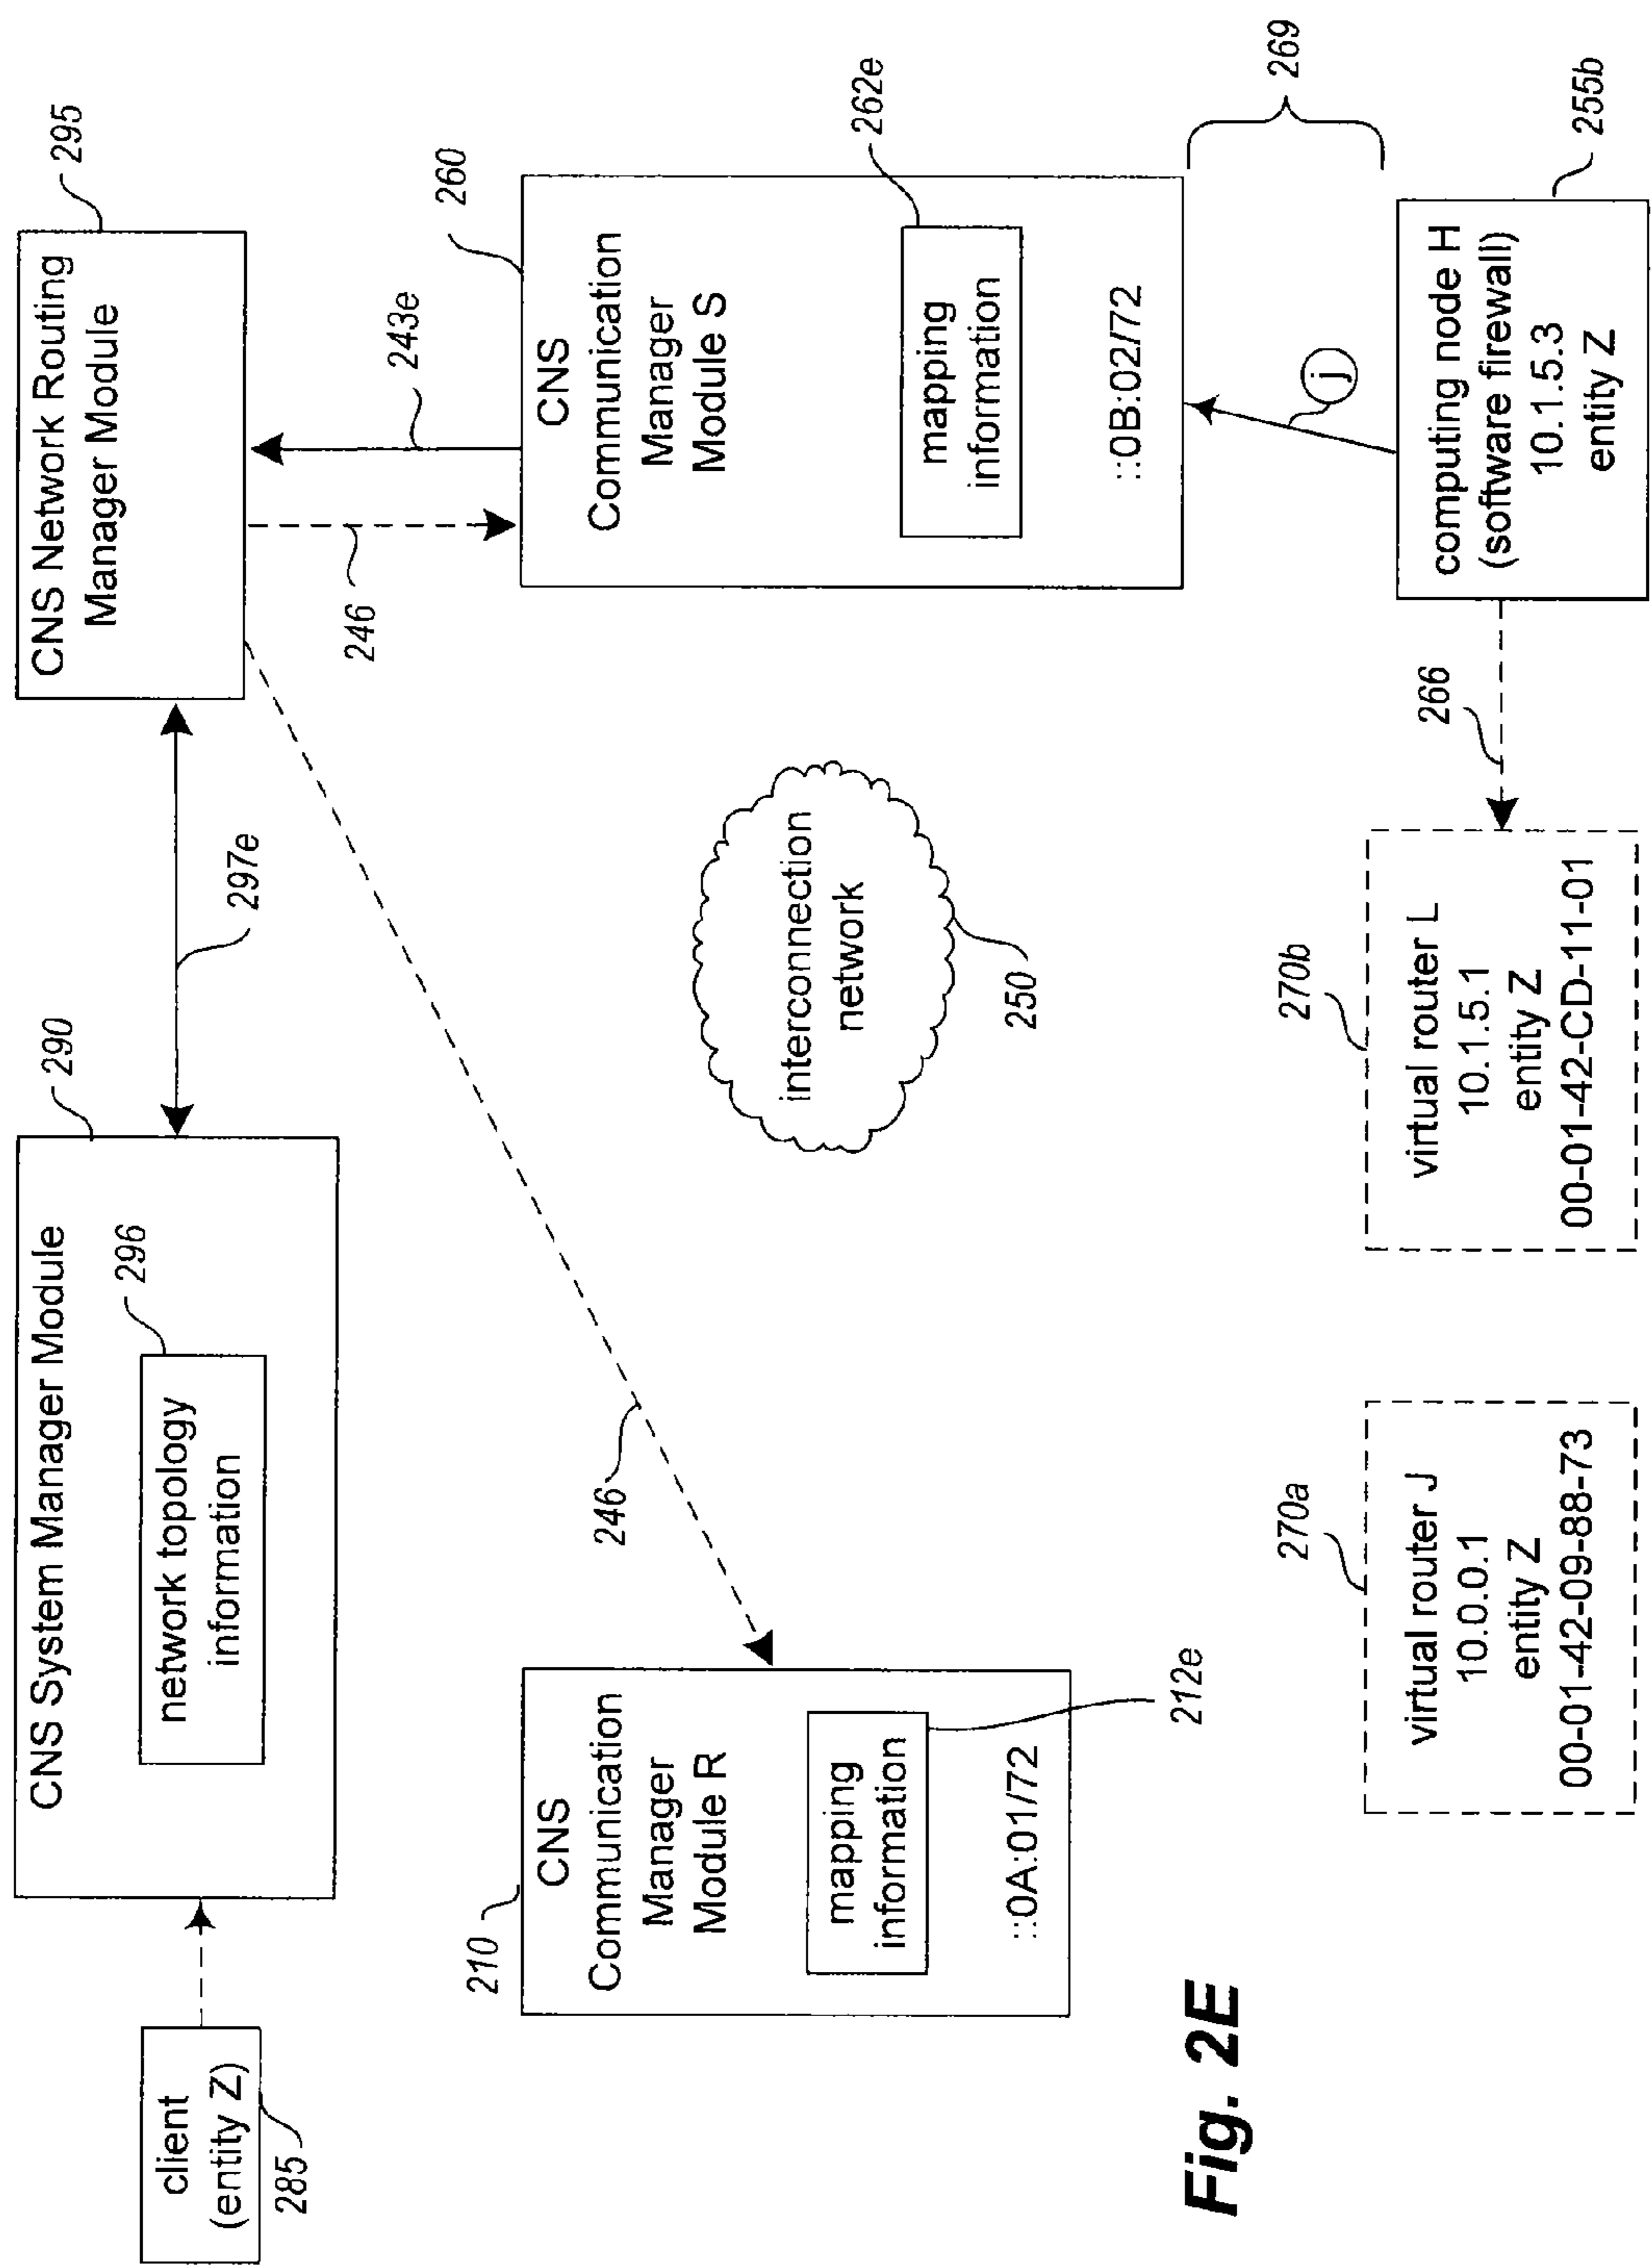 295
CNS Network Routing
Manager Module
290
CNS System Manager Module
296
network topology
information
297e
client
(entity Z)
285
246
243e
260
CNS
Communication
Manager
Module S
262e
mapping
information
::0B:02/72
246
210
CNS
Communication
Manager
Module R
mapping
information
212e
::0A:01/72
interconnection
network
250
269
j
computing node H
(software firewall)
10.1.5.3
entity Z
255b
266
270b
virtual router L
10.1.5.1
entity Z
00-01-42-CD-11-01
270a
virtual router J
10.0.0.1
entity Z
00-01-42-09-88-73
Fig. 2E